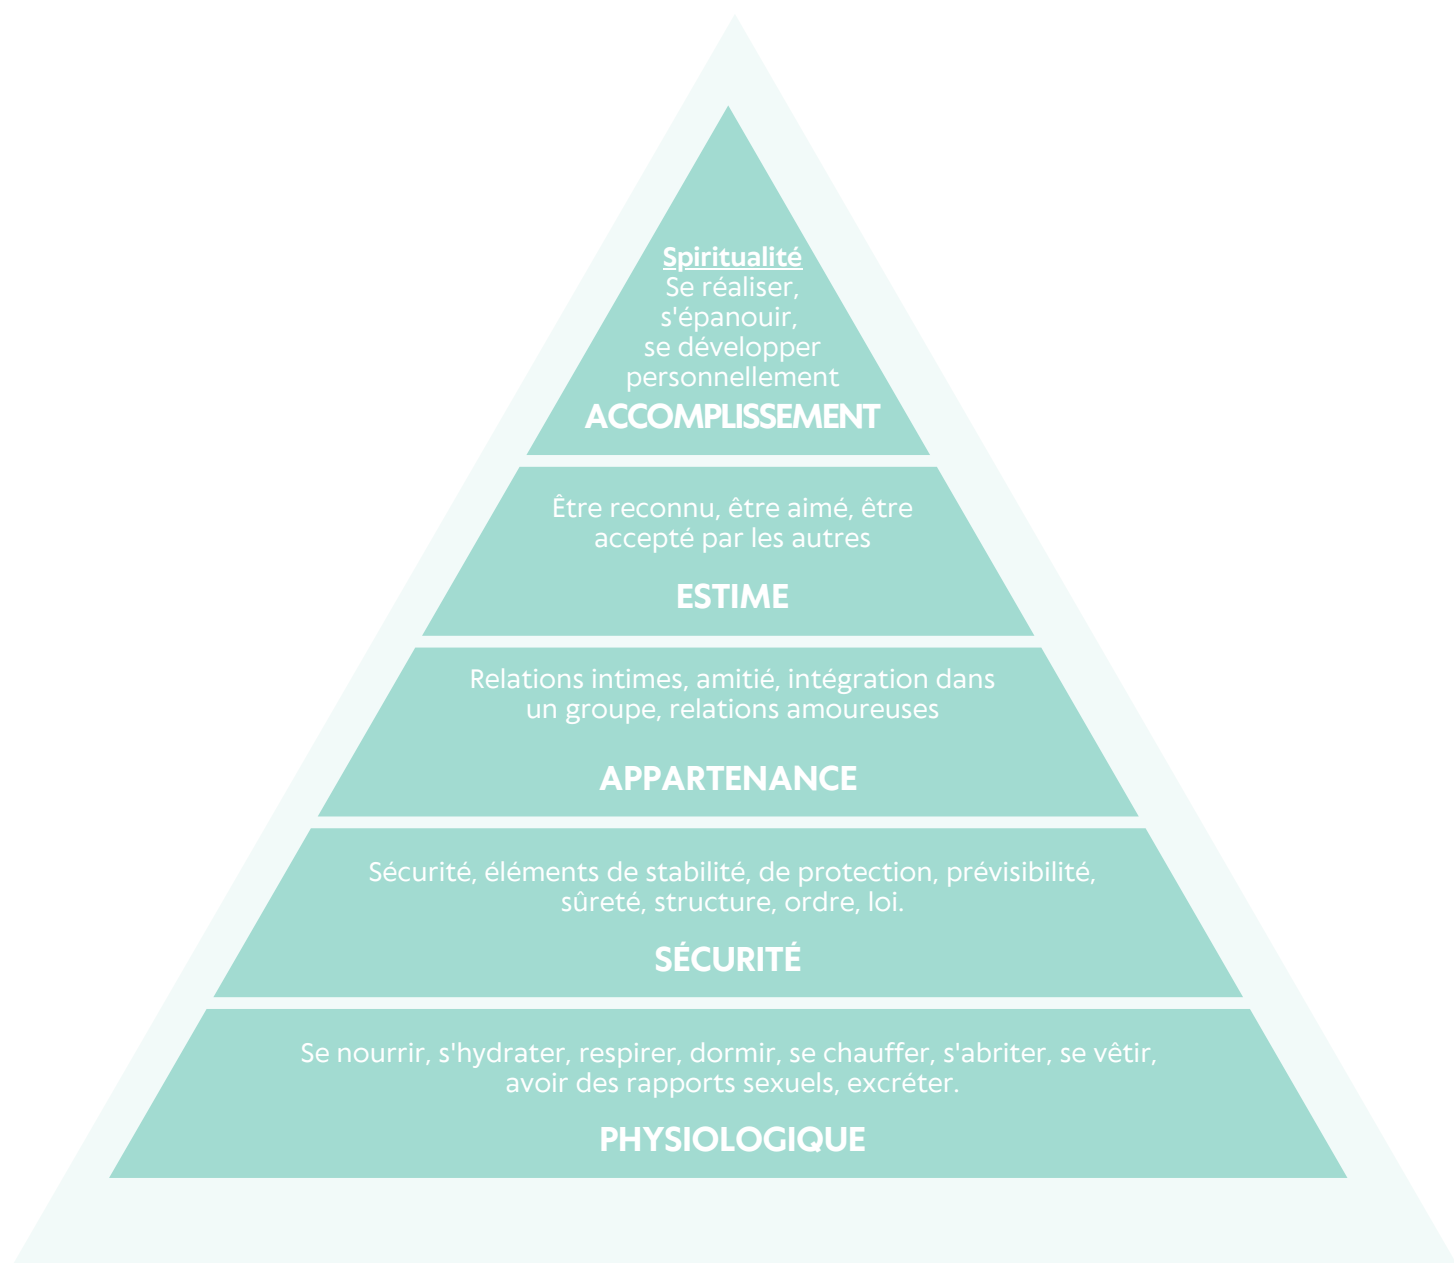 Spiritualité
Se réaliser,
s'épanouir,
se développer
personnellement
ACCOMPLISSEMENT
Être reconnu, être aimé, être
accepté par les autres
ESTIME
Relations intimes, amitié, intégration dans
un groupe, relations amoureuses
APPARTENANCE
Sécurité, éléments de stabilité, de protection, prévisibilité,
sûreté, structure, ordre, loi.
SÉCURITÉ
Se nourrir, s'hydrater, respirer, dormir, se chauffer, s'abriter, se vêtir,
avoir des rapports sexuels, excréter.
PHYSIOLOGIQUE